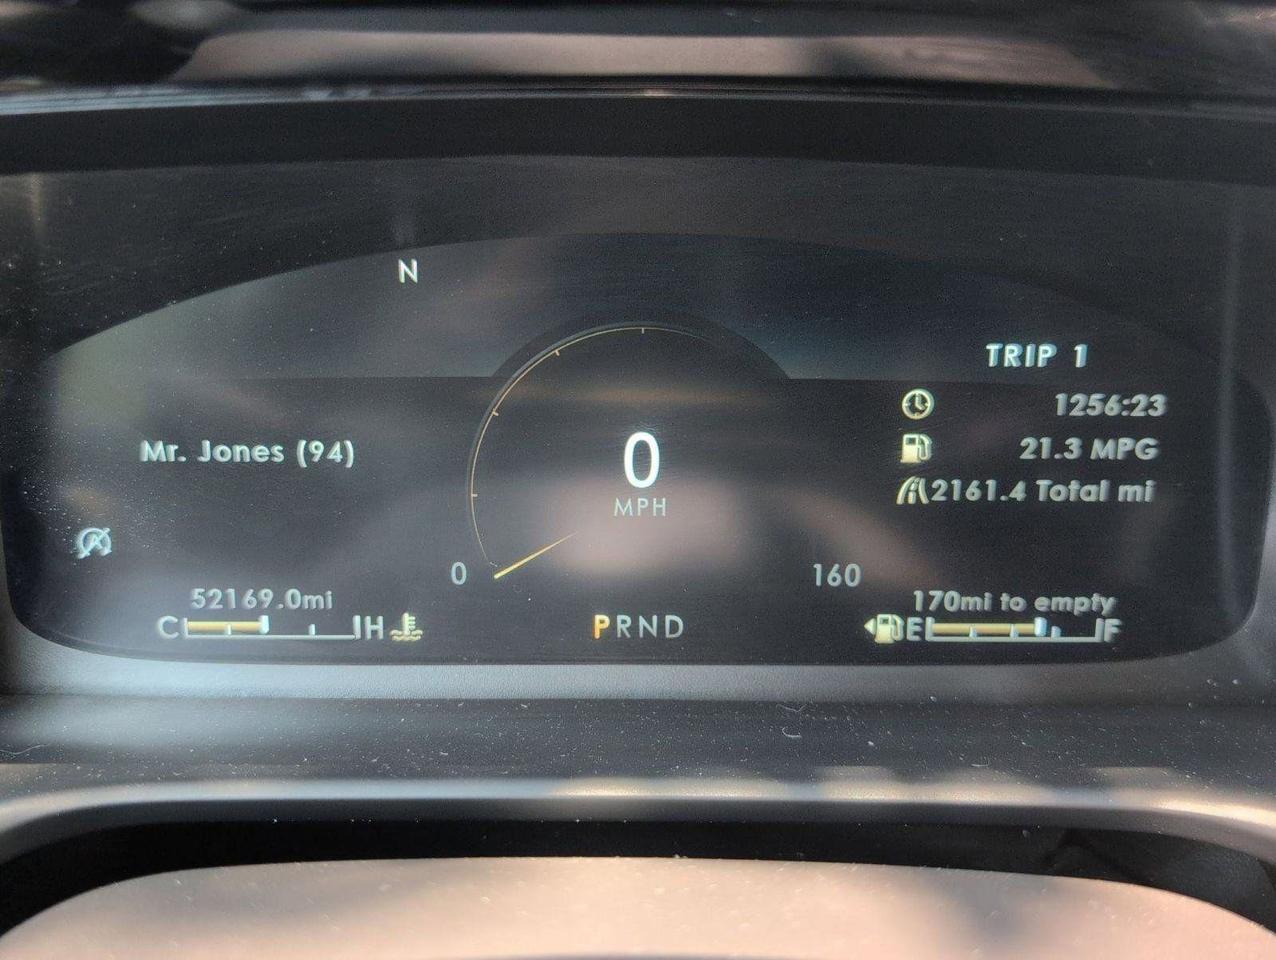 N
TRIP 1
1256:23
21.3 MPG
2161.4 Total mi
Mr. Jones (94)
0
MPH
0
160
52169.0mi
170mi to empty
C H
PRND
E F